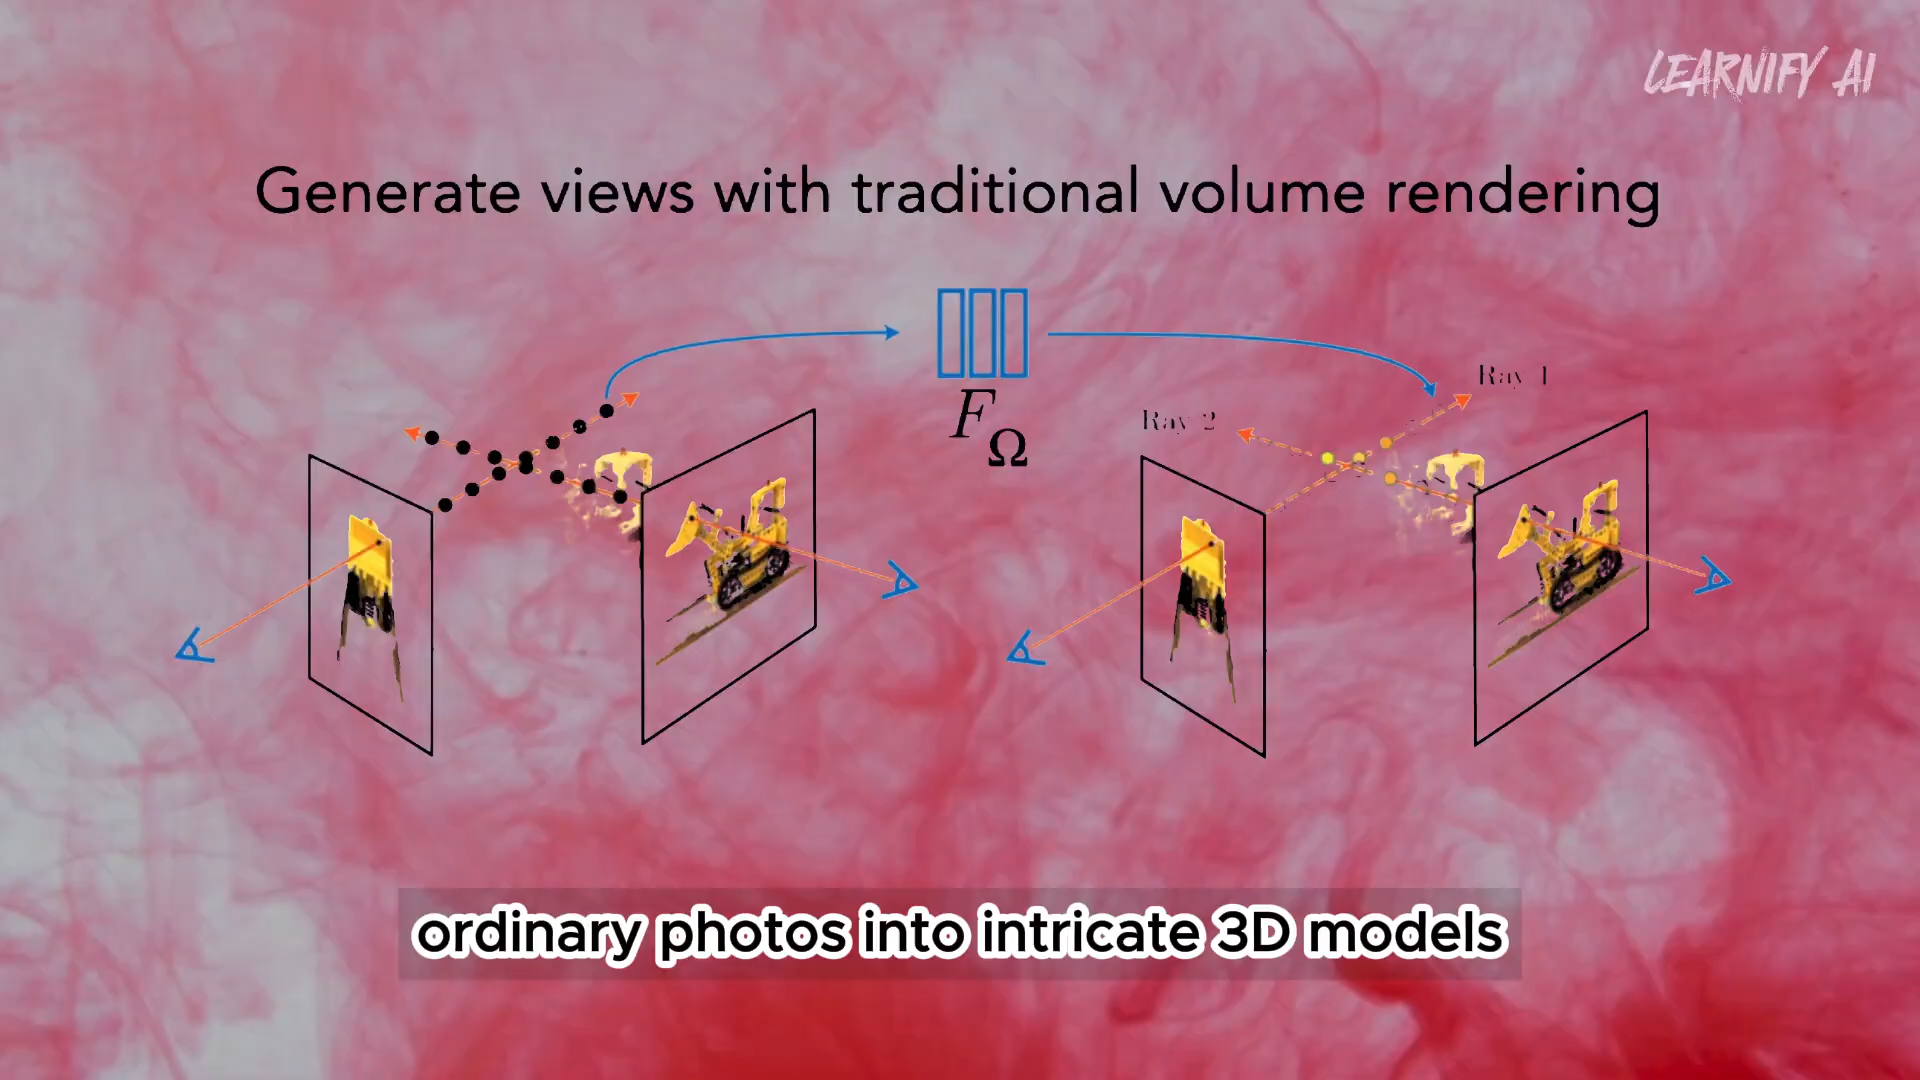 LEARNIFY AI
Generate views with traditional volume rendering
F
Ω
Ray 1
Ray 2
ordinary photos into intricate 3D models